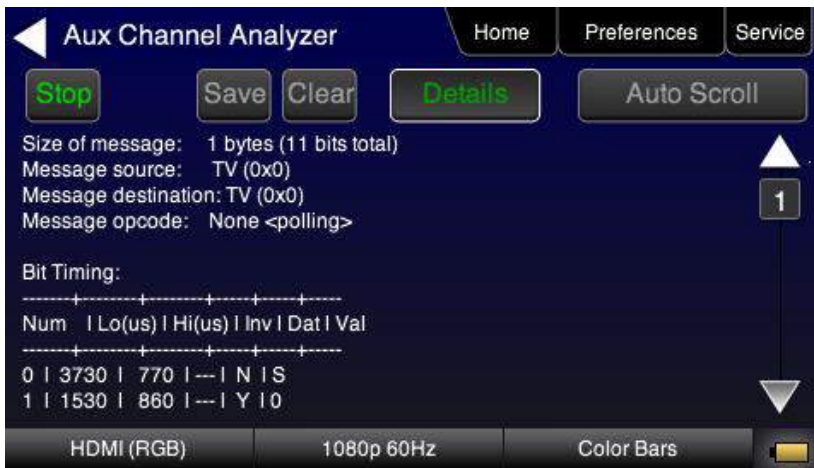 Aux Channel Analyzer Home Preferences Service
Stop Save Clear Details Auto Scroll
Size of message: 1 bytes (11 bits total)
Message source: TV (0x0)
Message destination: TV (0x0)
Message opcode: None <polling>
1
Bit Timing:
-------+--------+--------+-----+-----+-----
Num | Lo(us) | Hi(us) | Inv | Dat | Val
-------+--------+--------+-----+-----+-----
0 | 3730 | 770 |---| N |S
1 | 1530 | 860 |---| Y |0
HDMI (RGB) 1080p 60Hz Color Bars